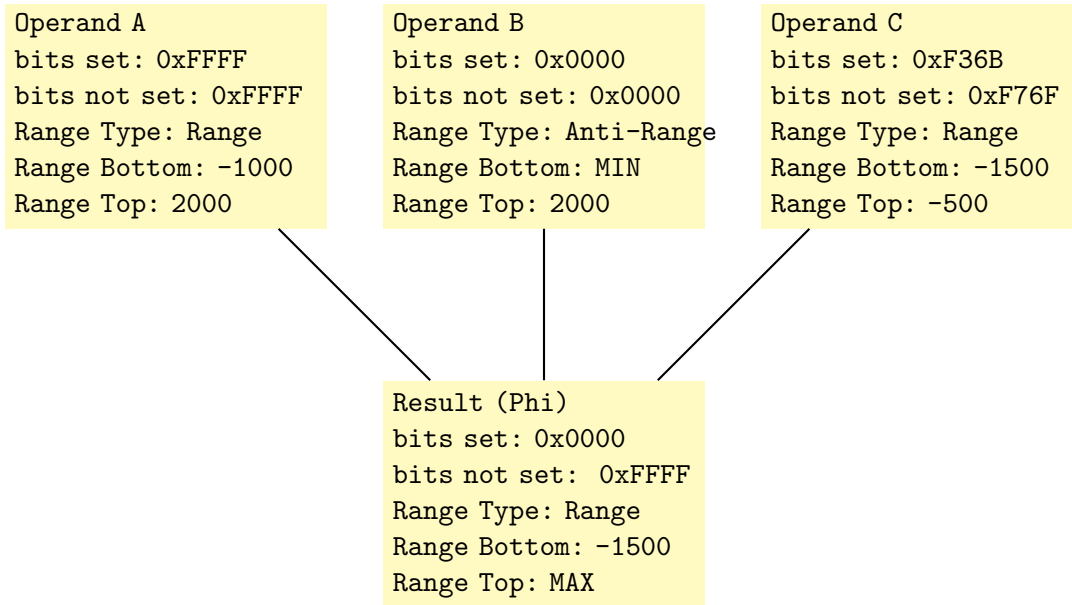 Operand A
bits set: 0xFFFF
bits not set: 0xFFFF
Range Type: Range
Range Bottom: -1000
Range Top: 2000
Operand B
bits set: 0x0000
bits not set: 0x0000
Range Type: Anti-Range
Range Bottom: MIN
Range Top: 2000
Operand C
bits set: 0xF36B
bits not set: 0xF76F
Range Type: Range
Range Bottom: -1500
Range Top: -500
Result (Phi)
bits set: 0x0000
bits not set: 0xFFFF
Range Type: Range
Range Bottom: -1500
Range Top: MAX